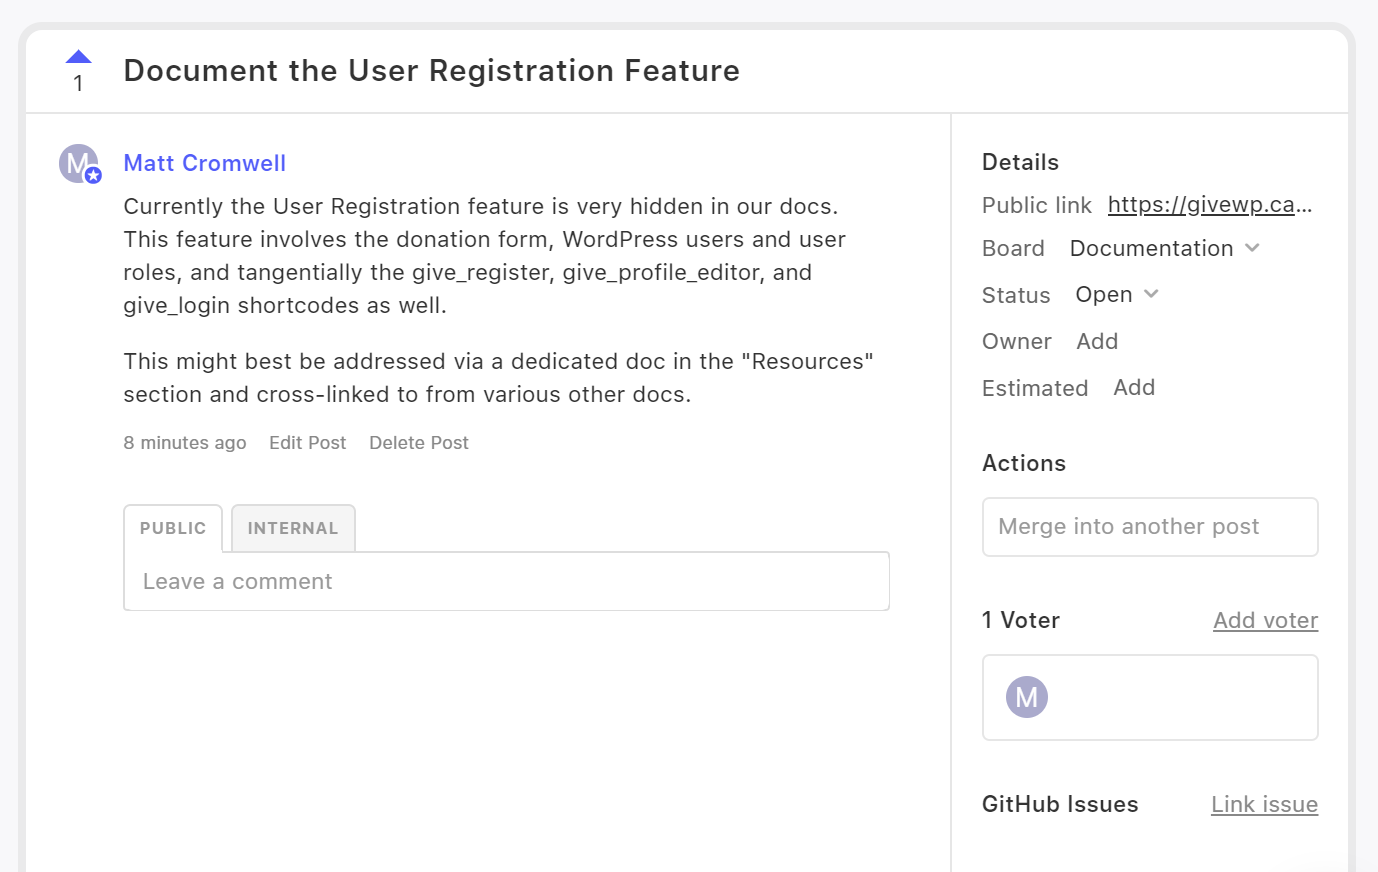 1
Document the User Registration Feature
M
Matt Cromwell
Currently the User Registration feature is very hidden in our docs.
This feature involves the donation form, WordPress users and user
roles, and tangentially the give_register, give_profile_editor, and
give_login shortcodes as well.
This might best be addressed via a dedicated doc in the "Resources"
section and cross-linked to from various other docs.
8 minutes ago Edit Post Delete Post
PUBLIC INTERNAL
Leave a comment
Details
Public link https://givewp.ca...
Board Documentation
Status Open
Owner Add
Estimated Add
Actions
Merge into another post
1 Voter Add voter
M
GitHub Issues Link issue